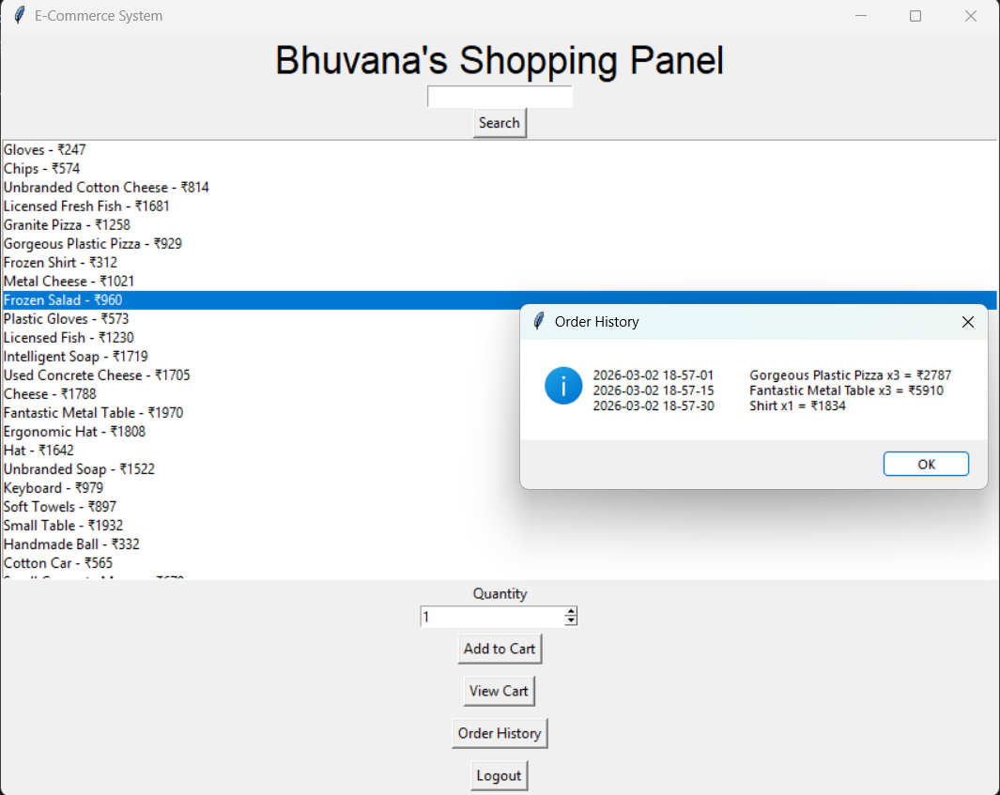 E-Commerce System
Bhuvana's Shopping Panel
Search
Gloves - ₹247
Chips - ₹574
Unbranded Cotton Cheese - ₹814
Licensed Fresh Fish - ₹1681
Granite Pizza - ₹1258
Gorgeous Plastic Pizza - ₹929
Frozen Shirt - ₹312
Metal Cheese - ₹1021
Frozen Salad - ₹960
Plastic Gloves - ₹573
Licensed Fish - ₹1230
Intelligent Soap - ₹1719
Used Concrete Cheese - ₹1705
Cheese - ₹1788
Fantastic Metal Table - ₹1970
Ergonomic Hat - ₹1808
Hat - ₹1642
Unbranded Soap - ₹1522
Keyboard - ₹979
Soft Towels - ₹897
Small Table - ₹1932
Handmade Ball - ₹332
Cotton Car - ₹565
Order History
2026-03-02 18-57-01 Gorgeous Plastic Pizza x3 = ₹2787
2026-03-02 18-57-15 Fantastic Metal Table x3 = ₹5910
2026-03-02 18-57-30 Shirt x1 = ₹1834
OK
Quantity
1
Add to Cart
View Cart
Order History
Logout